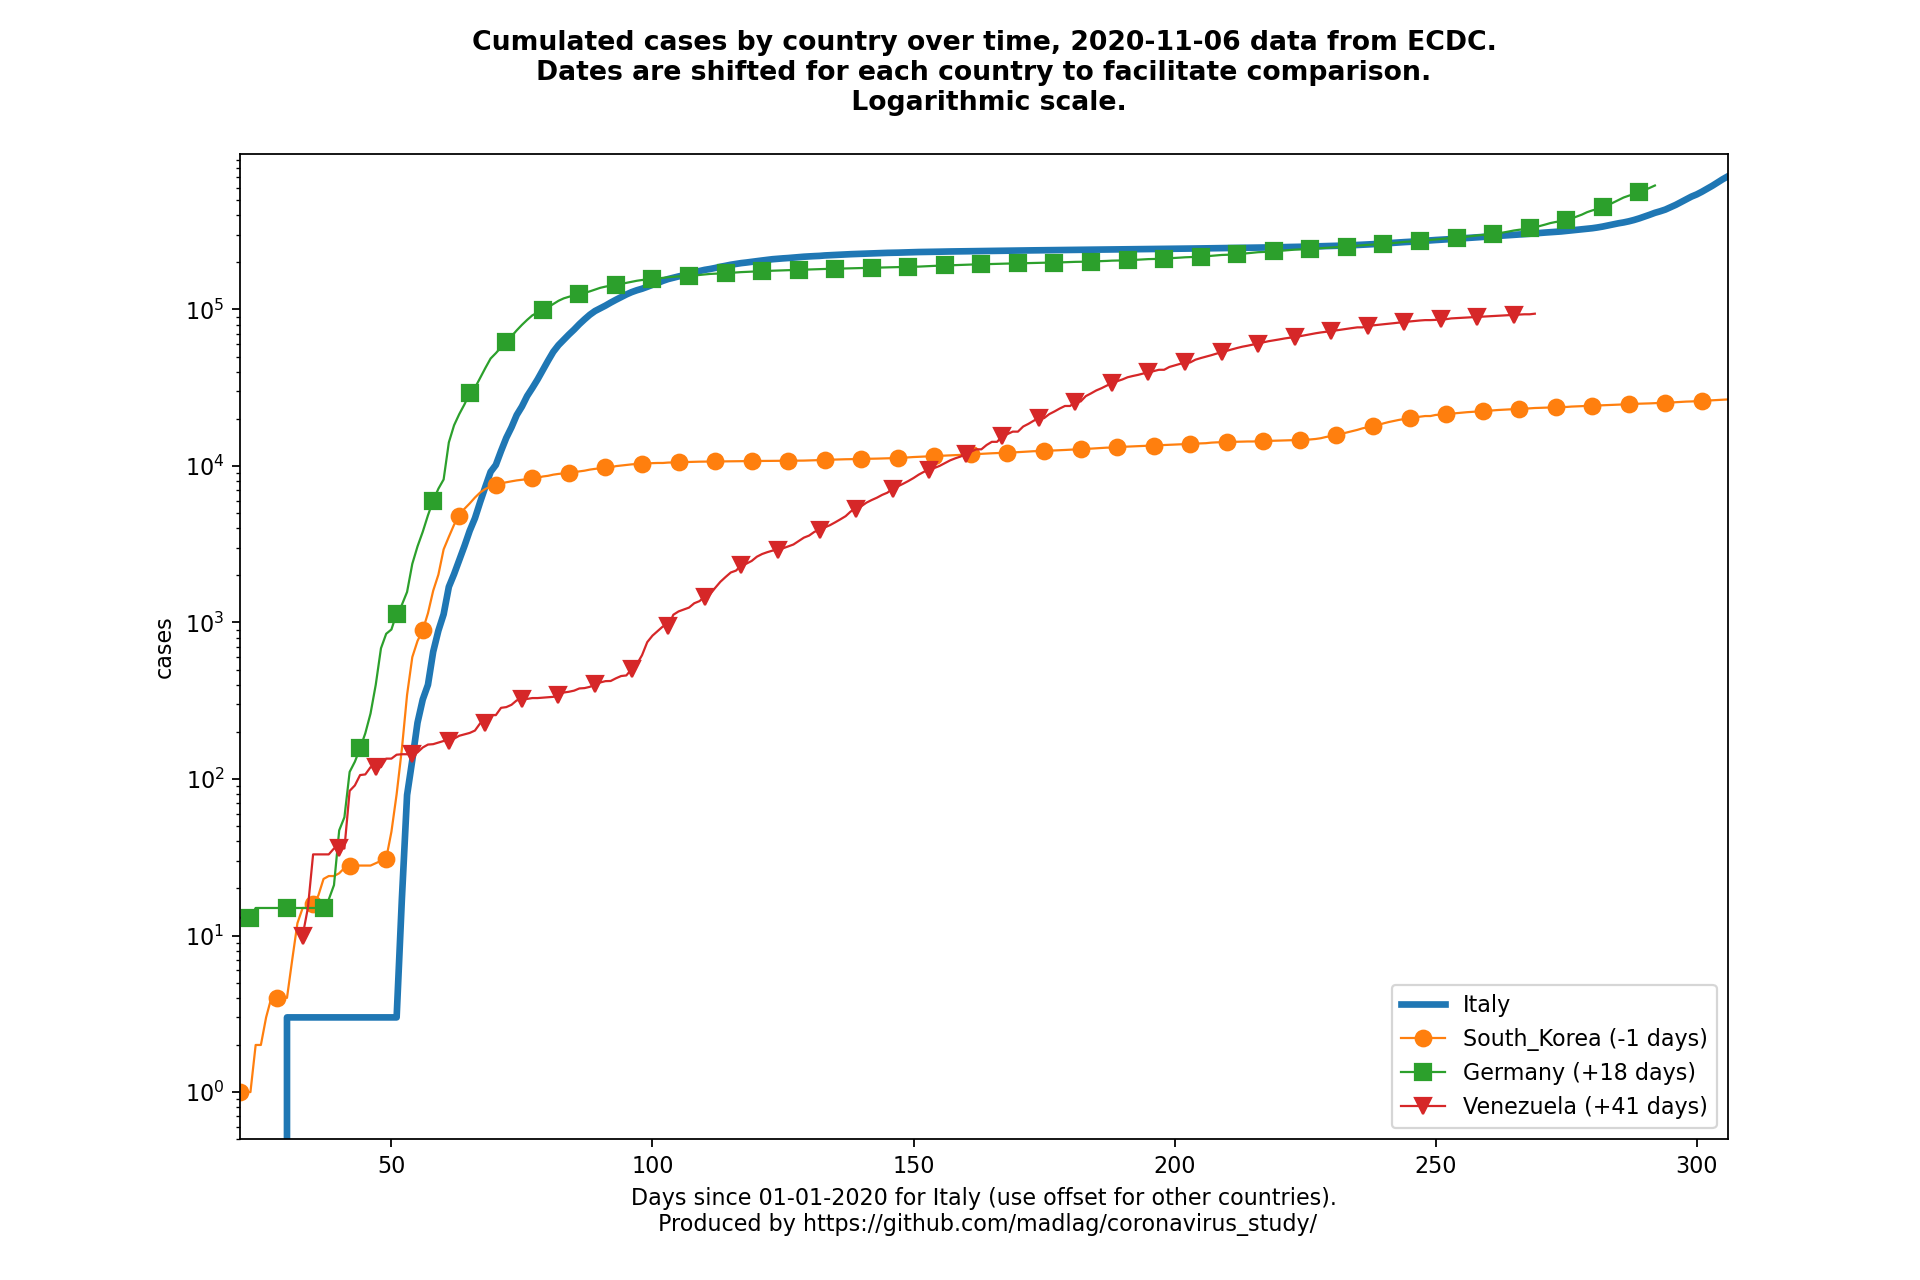 Cumulated cases by country over time, 2020-11-06 data from ECDC.
Dates are shifted for each country to facilitate comparison.
Logarithmic scale.
10^5
10^4
10^3
10^2
10^1
10^0
cases
Italy
South_Korea (-1 days)
Germany (+18 days)
Venezuela (+41 days)
50 100 150 200 250 300
Days since 01-01-2020 for Italy (use offset for other countries).
Produced by https://github.com/madlag/coronavirus_study/